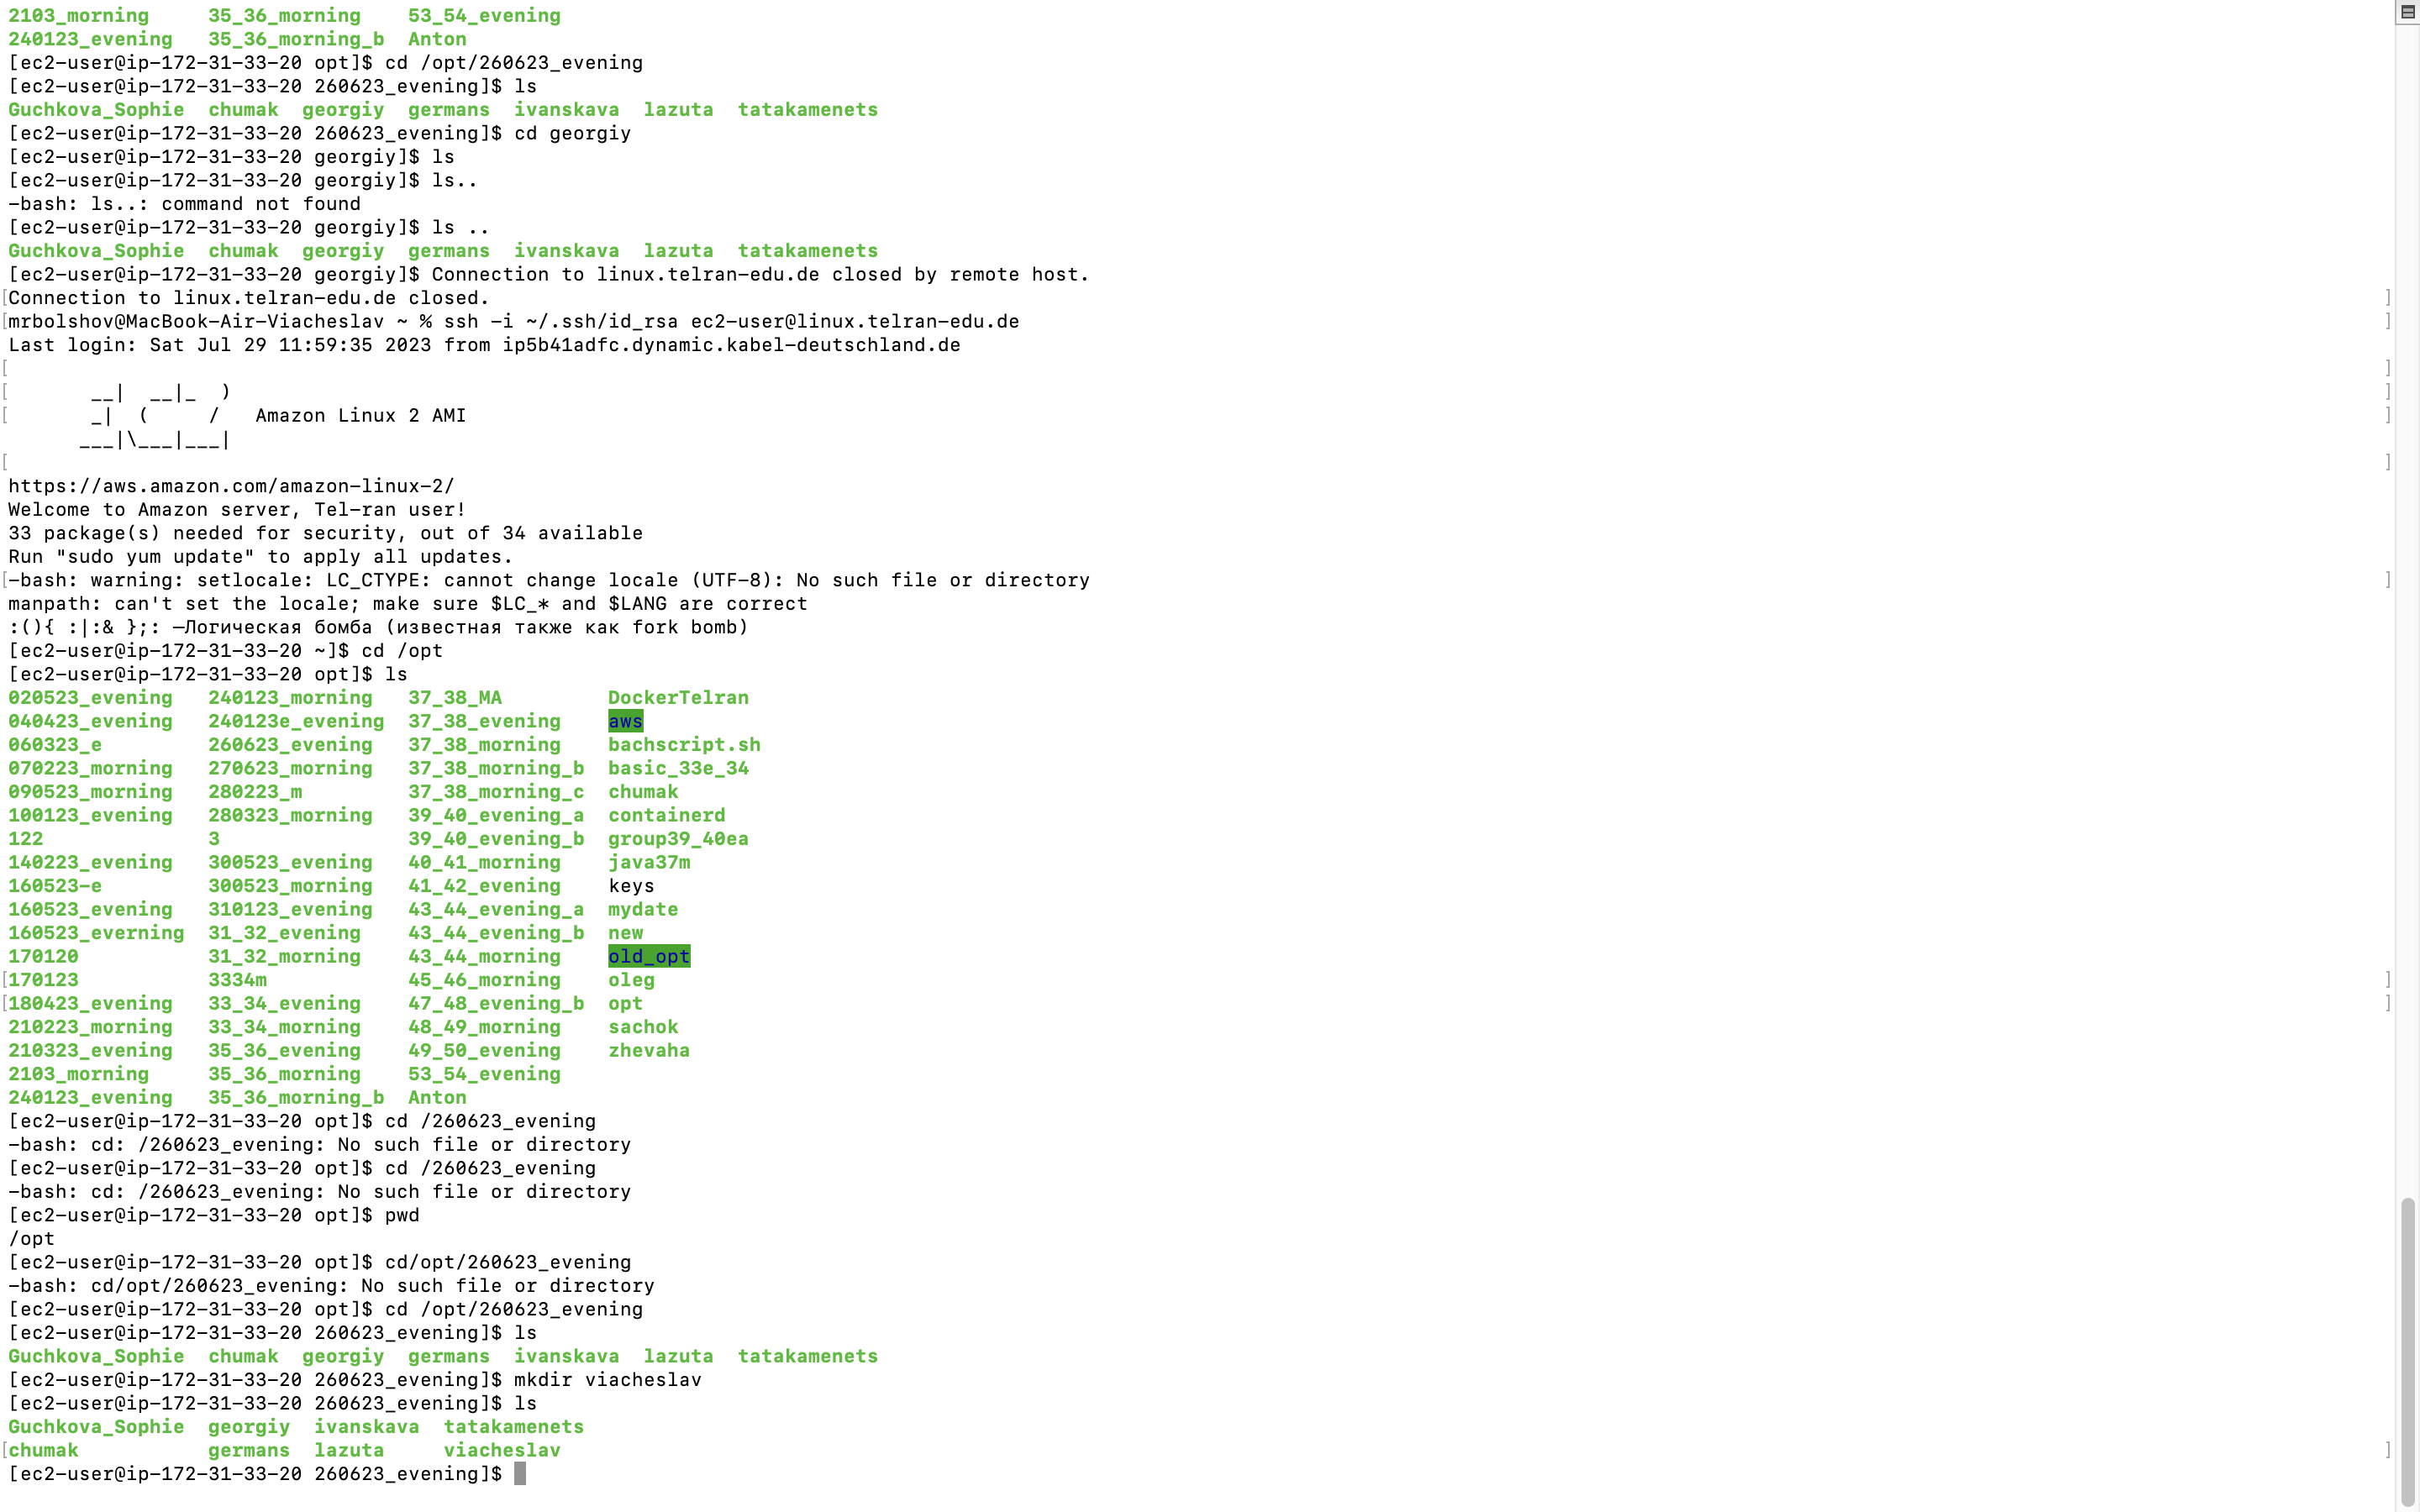 2103_morning     35_36_morning    53_54_evening
240123_evening   35_36_morning_b  Anton
[ec2-user@ip-172-31-33-20 opt]$ cd /opt/260623_evening
[ec2-user@ip-172-31-33-20 260623_evening]$ ls
Guchkova_Sophie  chumak  georgiy  germans  ivanskava  lazuta  tatakamenets
[ec2-user@ip-172-31-33-20 260623_evening]$ cd georgiy
[ec2-user@ip-172-31-33-20 georgiy]$ ls
[ec2-user@ip-172-31-33-20 georgiy]$ ls..
-bash: ls..: command not found
[ec2-user@ip-172-31-33-20 georgiy]$ ls ..
Guchkova_Sophie  chumak  georgiy  germans  ivanskava  lazuta  tatakamenets
[ec2-user@ip-172-31-33-20 georgiy]$ Connection to linux.telran-edu.de closed by remote host.
[Connection to linux.telran-edu.de closed. ]
[mrbolshov@MacBook-Air-Viacheslav ~ % ssh -i ~/.ssh/id_rsa ec2-user@linux.telran-edu.de ]
Last login: Sat Jul 29 11:59:35 2023 from ip5b41adfc.dynamic.kabel-deutschland.de
[ ]
[       __|  __|_  ) ]
[       _|  (     /   Amazon Linux 2 AMI ]
      ___|\___|___|
[ ]
https://aws.amazon.com/amazon-linux-2/
Welcome to Amazon server, Tel-ran user!
33 package(s) needed for security, out of 34 available
Run "sudo yum update" to apply all updates.
[-bash: warning: setlocale: LC_CTYPE: cannot change locale (UTF-8): No such file or directory ]
manpath: can't set the locale; make sure $LC_* and $LANG are correct
:(){ :|:& };: —Логическая бомба (известная также как fork bomb)
[ec2-user@ip-172-31-33-20 ~]$ cd /opt
[ec2-user@ip-172-31-33-20 opt]$ ls
020523_evening   240123_morning   37_38_MA         DockerTelran
040423_evening   240123e_evening  37_38_evening    aws
060323_e         260623_evening   37_38_morning    bachscript.sh
070223_morning   270623_morning   37_38_morning_b  basic_33e_34
090523_morning   280223_m         37_38_morning_c  chumak
100123_evening   280323_morning   39_40_evening_a  containerd
122              3                39_40_evening_b  group39_40ea
140223_evening   300523_evening   40_41_morning    java37m
160523-e         300523_morning   41_42_evening    keys
160523_evening   310123_evening   43_44_evening_a  mydate
160523_everning  31_32_evening    43_44_evening_b  new
170120           31_32_morning    43_44_morning    old_opt
[170123           3334m            45_46_morning    oleg ]
[180423_evening   33_34_evening    47_48_evening_b  opt ]
210223_morning   33_34_morning    48_49_morning    sachok
210323_evening   35_36_evening    49_50_evening    zhevaha
2103_morning     35_36_morning    53_54_evening
240123_evening   35_36_morning_b  Anton
[ec2-user@ip-172-31-33-20 opt]$ cd /260623_evening
-bash: cd: /260623_evening: No such file or directory
[ec2-user@ip-172-31-33-20 opt]$ cd /260623_evening
-bash: cd: /260623_evening: No such file or directory
[ec2-user@ip-172-31-33-20 opt]$ pwd
/opt
[ec2-user@ip-172-31-33-20 opt]$ cd/opt/260623_evening
-bash: cd/opt/260623_evening: No such file or directory
[ec2-user@ip-172-31-33-20 opt]$ cd /opt/260623_evening
[ec2-user@ip-172-31-33-20 260623_evening]$ ls
Guchkova_Sophie  chumak  georgiy  germans  ivanskava  lazuta  tatakamenets
[ec2-user@ip-172-31-33-20 260623_evening]$ mkdir viacheslav
[ec2-user@ip-172-31-33-20 260623_evening]$ ls
Guchkova_Sophie  georgiy  ivanskava  tatakamenets
[chumak           germans  lazuta     viacheslav ]
[ec2-user@ip-172-31-33-20 260623_evening]$